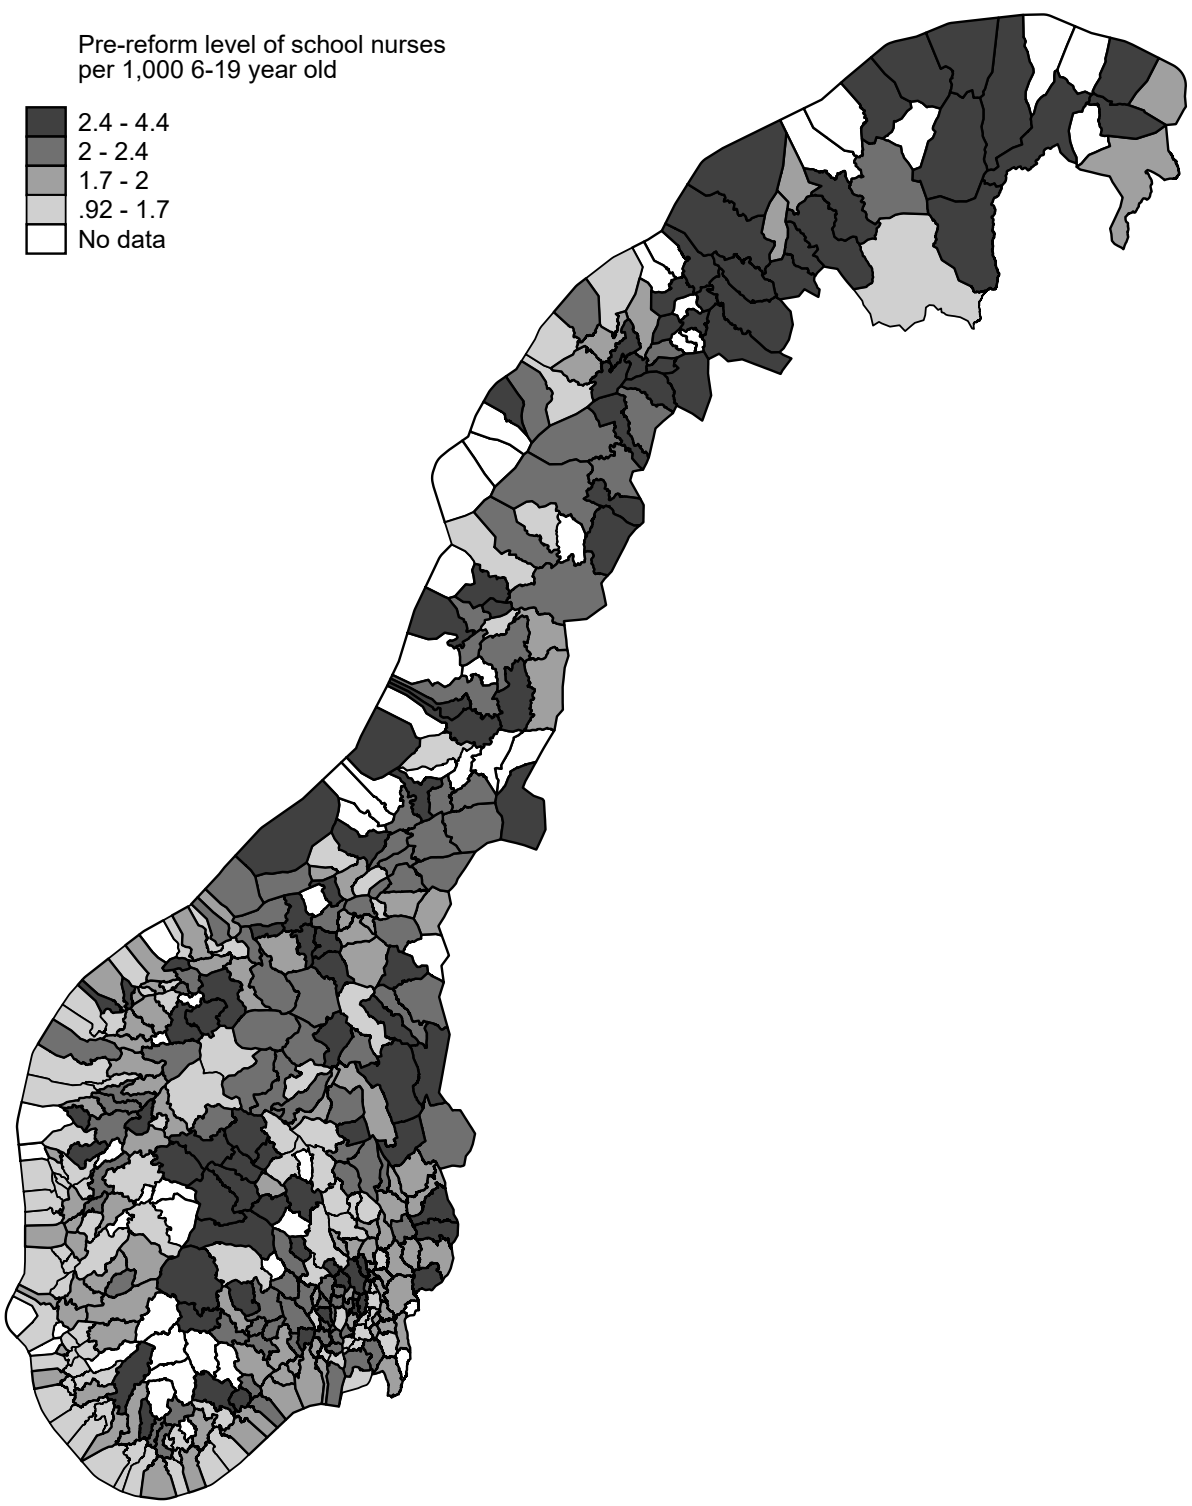 Pre-reform level of school nurses
per 1,000 6-19 year old
2.4 - 4.4
2 - 2.4
1.7 - 2
.92 - 1.7
No data